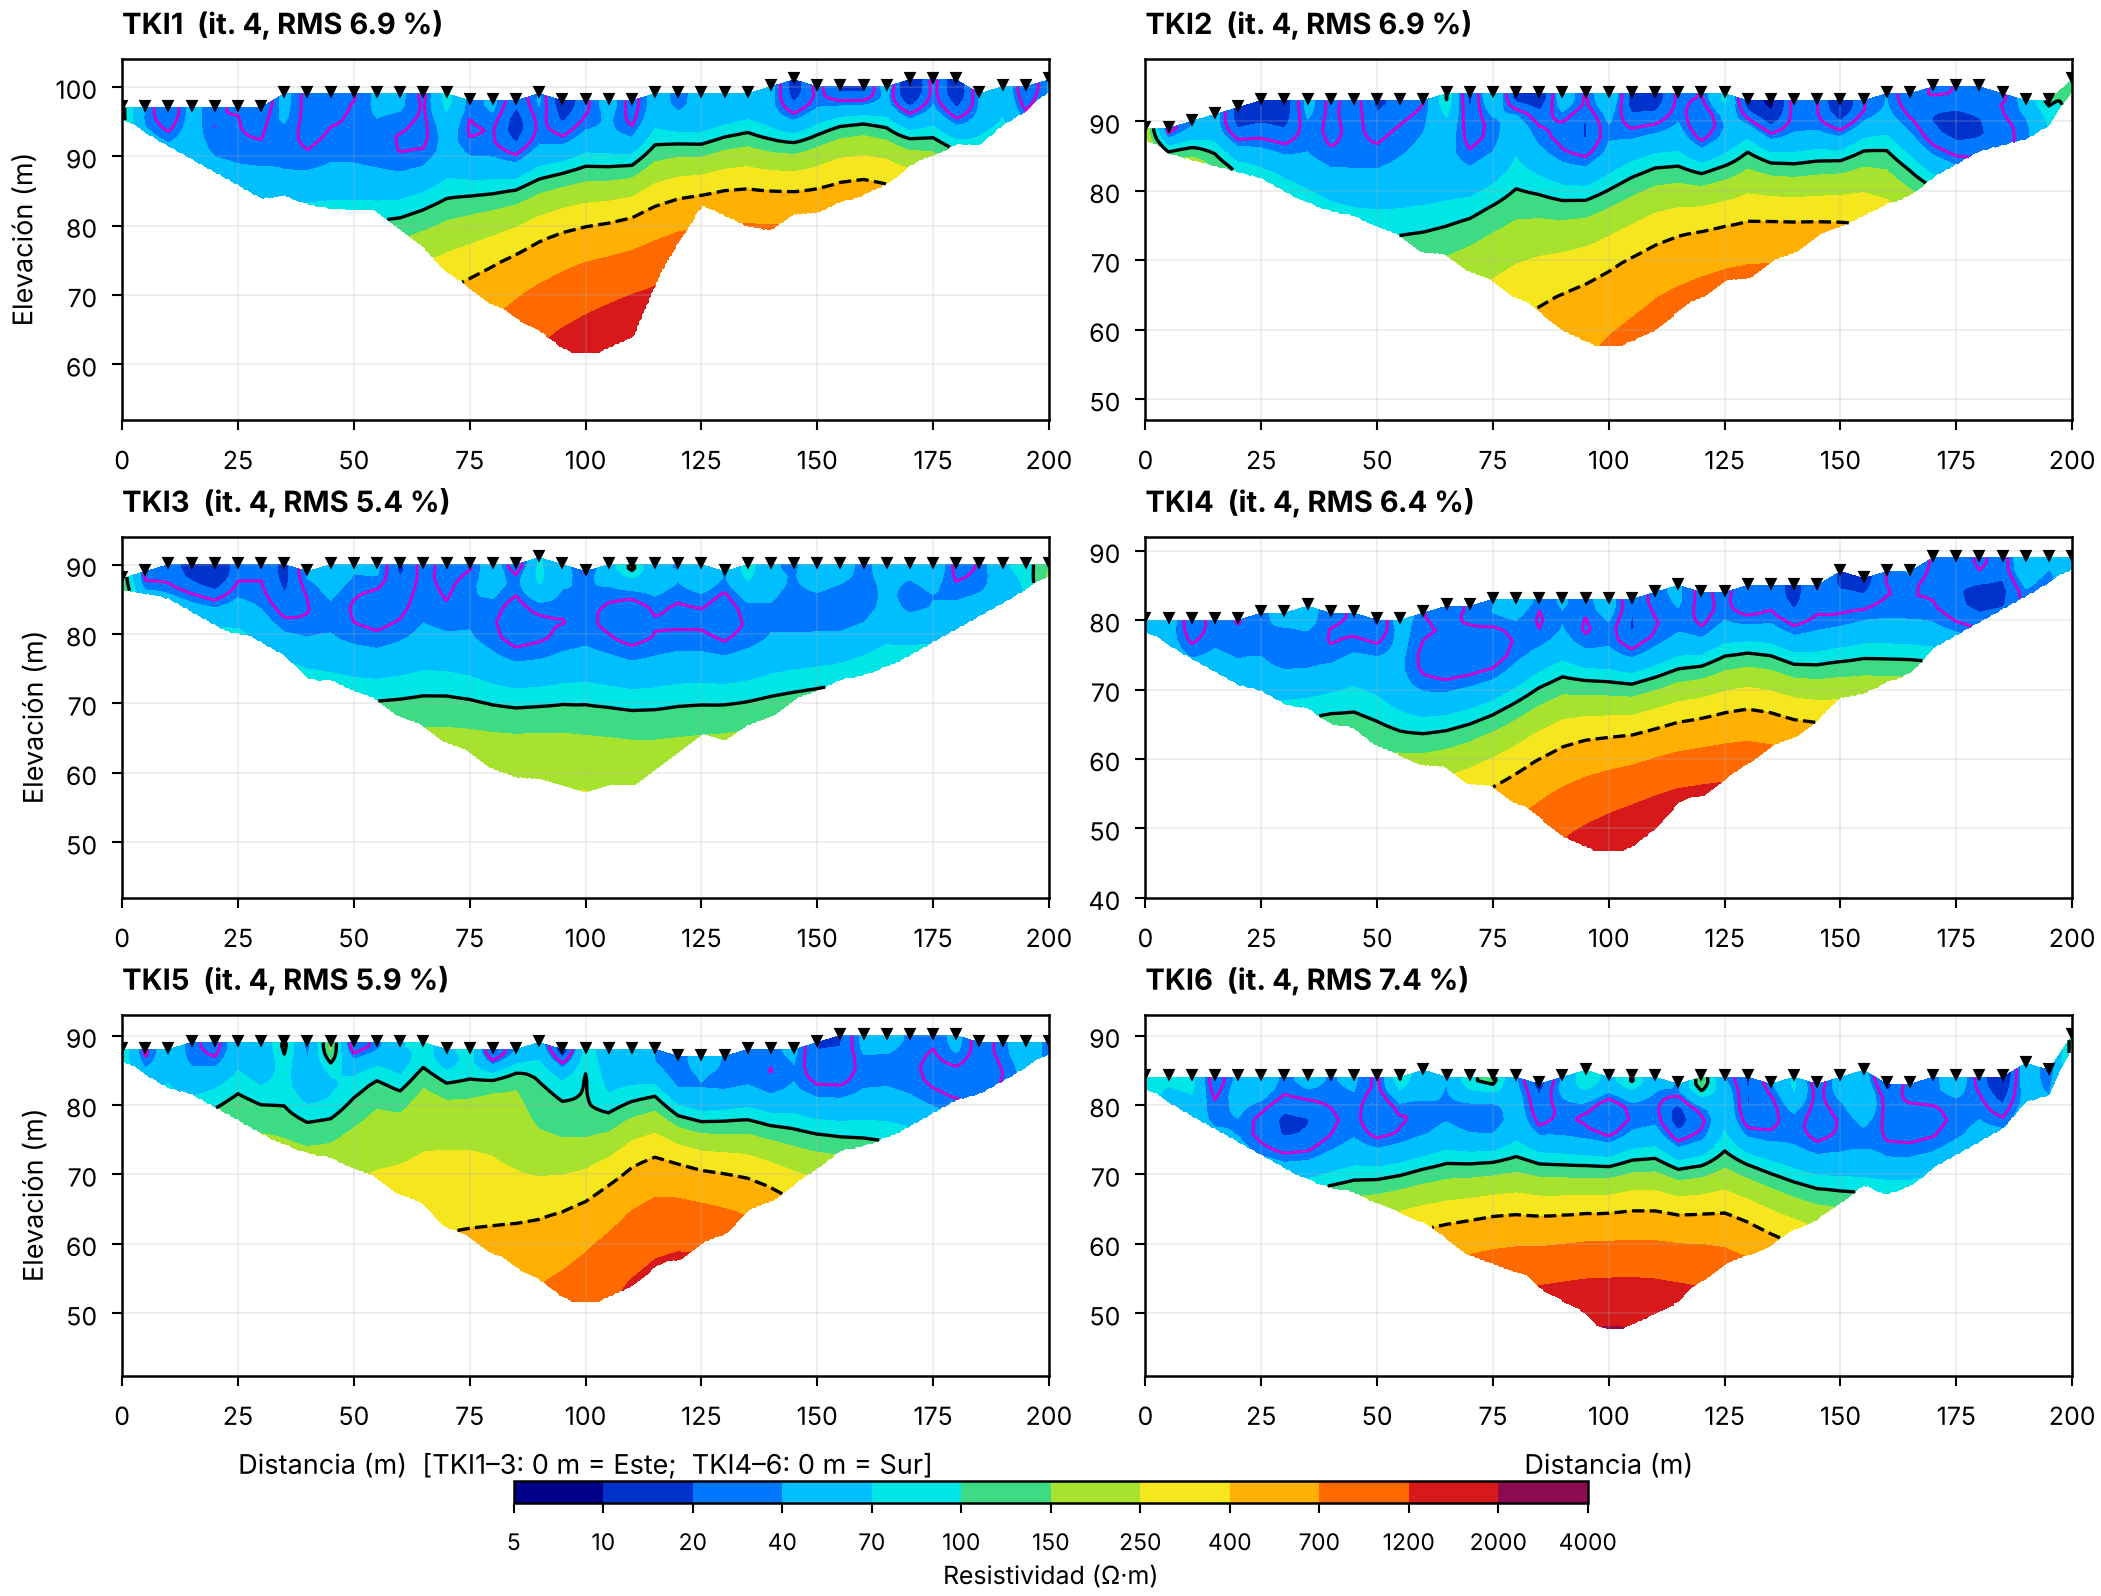 TKI1 (it. 4, RMS 6.9 %)
TKI2 (it. 4, RMS 6.9 %)
Elevación (m)
100
90
80
70
60
90
80
70
60
50
0 25 50 75 100 125 150 175 200
0 25 50 75 100 125 150 175 200
TKI3 (it. 4, RMS 5.4 %)
TKI4 (it. 4, RMS 6.4 %)
Elevación (m)
90
80
70
60
50
90
80
70
60
50
40
0 25 50 75 100 125 150 175 200
0 25 50 75 100 125 150 175 200
TKI5 (it. 4, RMS 5.9 %)
TKI6 (it. 4, RMS 7.4 %)
Elevación (m)
90
80
70
60
50
90
80
70
60
50
0 25 50 75 100 125 150 175 200
0 25 50 75 100 125 150 175 200
Distancia (m) [TKI1–3: 0 m = Este; TKI4–6: 0 m = Sur]
Distancia (m)
5 10 20 40 70 100 150 250 400 700 1200 2000 4000
Resistividad (Ω·m)